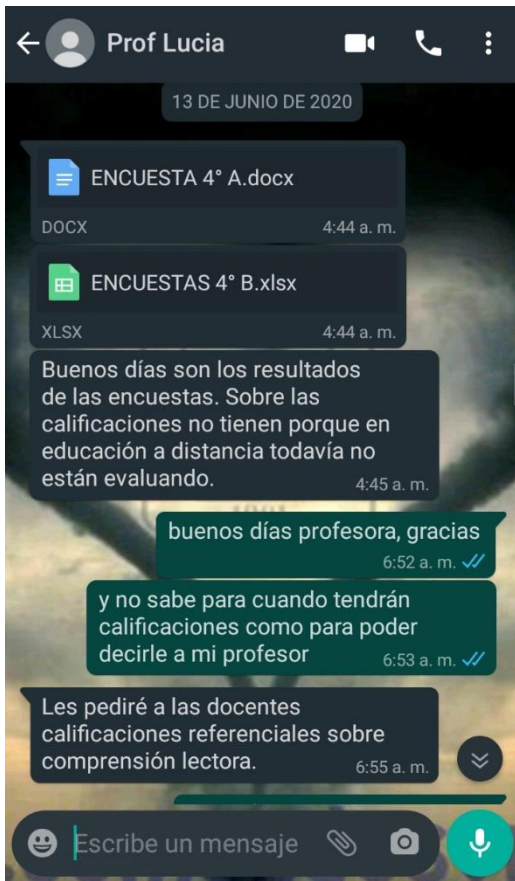 Prof Lucia
13 DE JUNIO DE 2020
ENCUESTA 4° A.docx
DOCX 4:44 a. m.
ENCUESTAS 4° B.xlsx
XLSX 4:44 a. m.
Buenos días son los resultados
de las encuestas. Sobre las
calificaciones no tienen porque en
educación a distancia todavía no
están evaluando.
4:45 a. m.
buenos días profesora, gracias
6:52 a. m.
y no sabe para cuando tendrán
calificaciones como para poder
decirle a mi profesor
6:53 a. m.
Les pediré a las docentes
calificaciones referenciales sobre
comprensión lectora.
6:55 a. m.
Escribe un mensaje